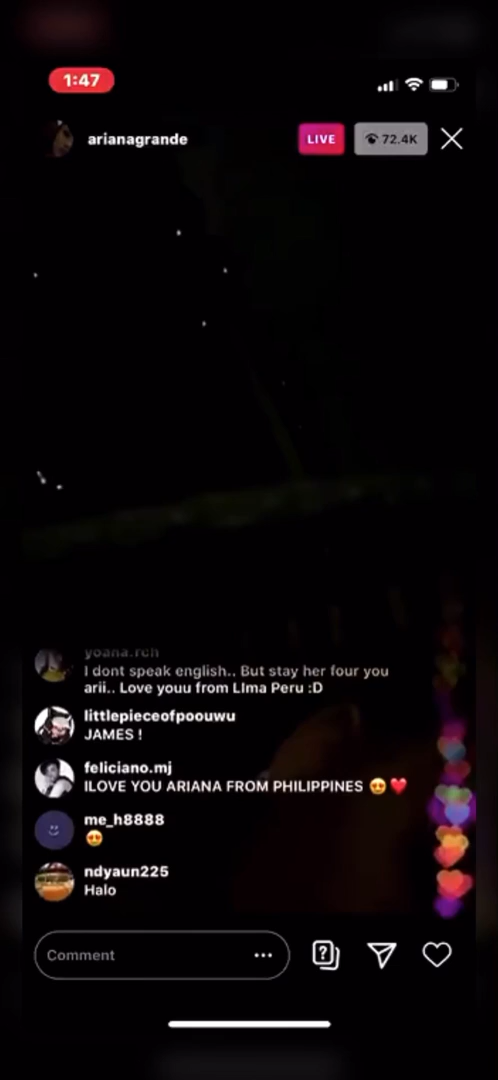 1:47
arianagrande
LIVE
72.4K
yoana.rch
I dont speak english.. But stay her four you
arii.. Love youu from LIma Peru :D
littlepieceofpoouwu
JAMES !
feliciano.mj
ILOVE YOU ARIANA FROM PHILIPPINES 😍❤️
me_h8888
😍
ndyaun225
Halo
Comment